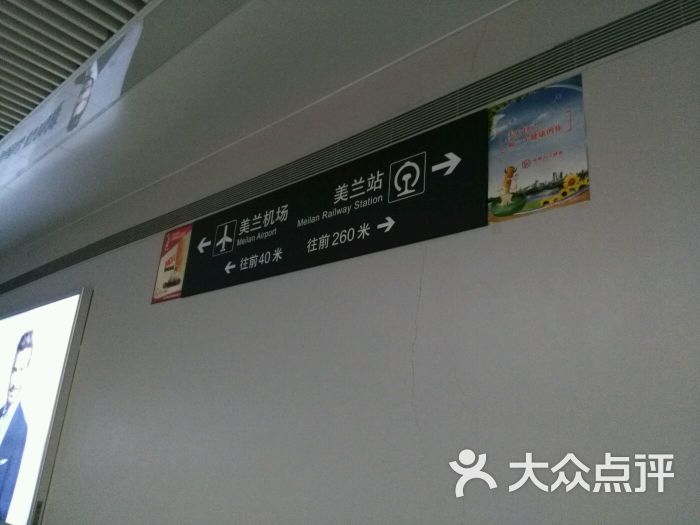 美兰机场
Meilan Airport
往前40米
美兰站
Meilan Railway Station
往前260米
大众点评